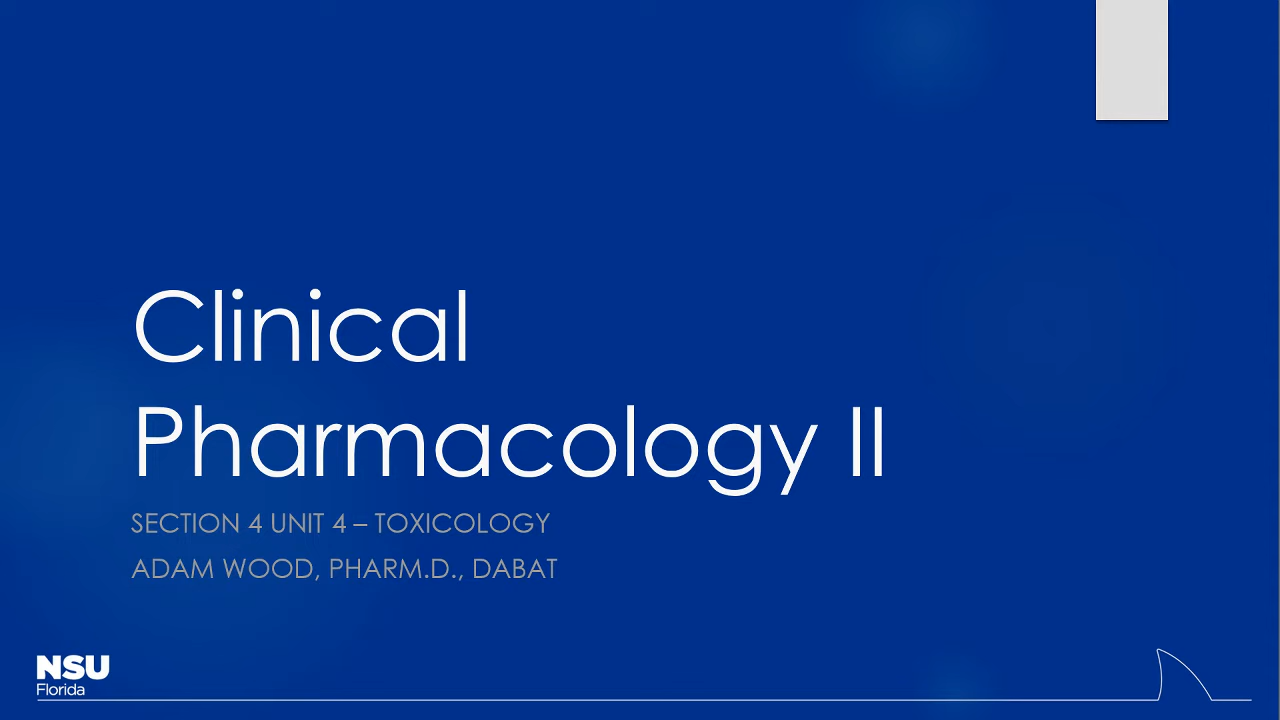 Clinical
Pharmacology II
SECTION 4 UNIT 4 – TOXICOLOGY
ADAM WOOD, PHARM.D., DABAT
NSU
Florida